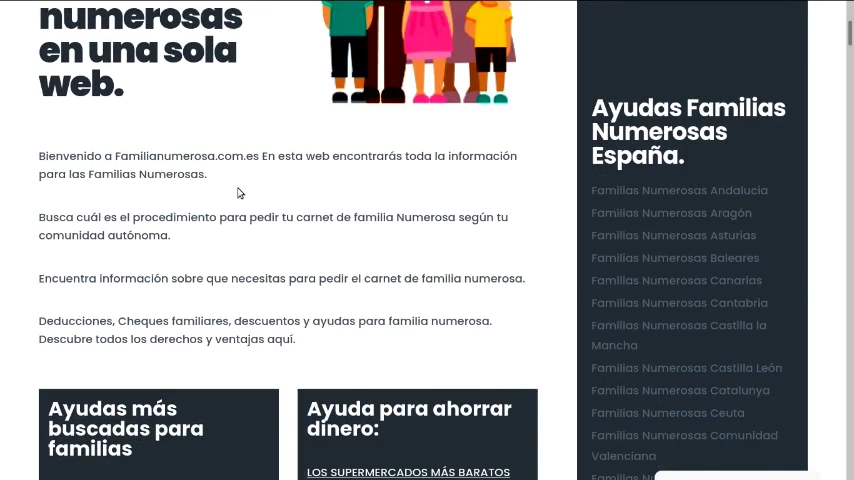 numerosas
en una sola
web.
Bienvenido a Familianumerosa.com.es En esta web encontrarás toda la información
para las Familias Numerosas.
Busca cuál es el procedimiento para pedir tu carnet de familia Numerosa según tu
comunidad autónoma.
Encuentra información sobre que necesitas para pedir el carnet de familia numerosa.
Deducciones, Cheques familiares, descuentos y ayudas para familia numerosa.
Descubre todos los derechos y ventajas aquí.
Ayudas más
buscadas para
familias
Ayuda para ahorrar
dinero:
LOS SUPERMERCADOS MÁS BARATOS
Ayudas Familias
Numerosas
España.
Familias Numerosas Andalucía
Familias Numerosas Aragón
Familias Numerosas Asturias
Familias Numerosas Baleares
Familias Numerosas Canarias
Familias Numerosas Cantabria
Familias Numerosas Castilla la
Mancha
Familias Numerosas Castilla León
Familias Numerosas Catalunya
Familias Numerosas Ceuta
Familias Numerosas Comunidad
Valenciana
Familias